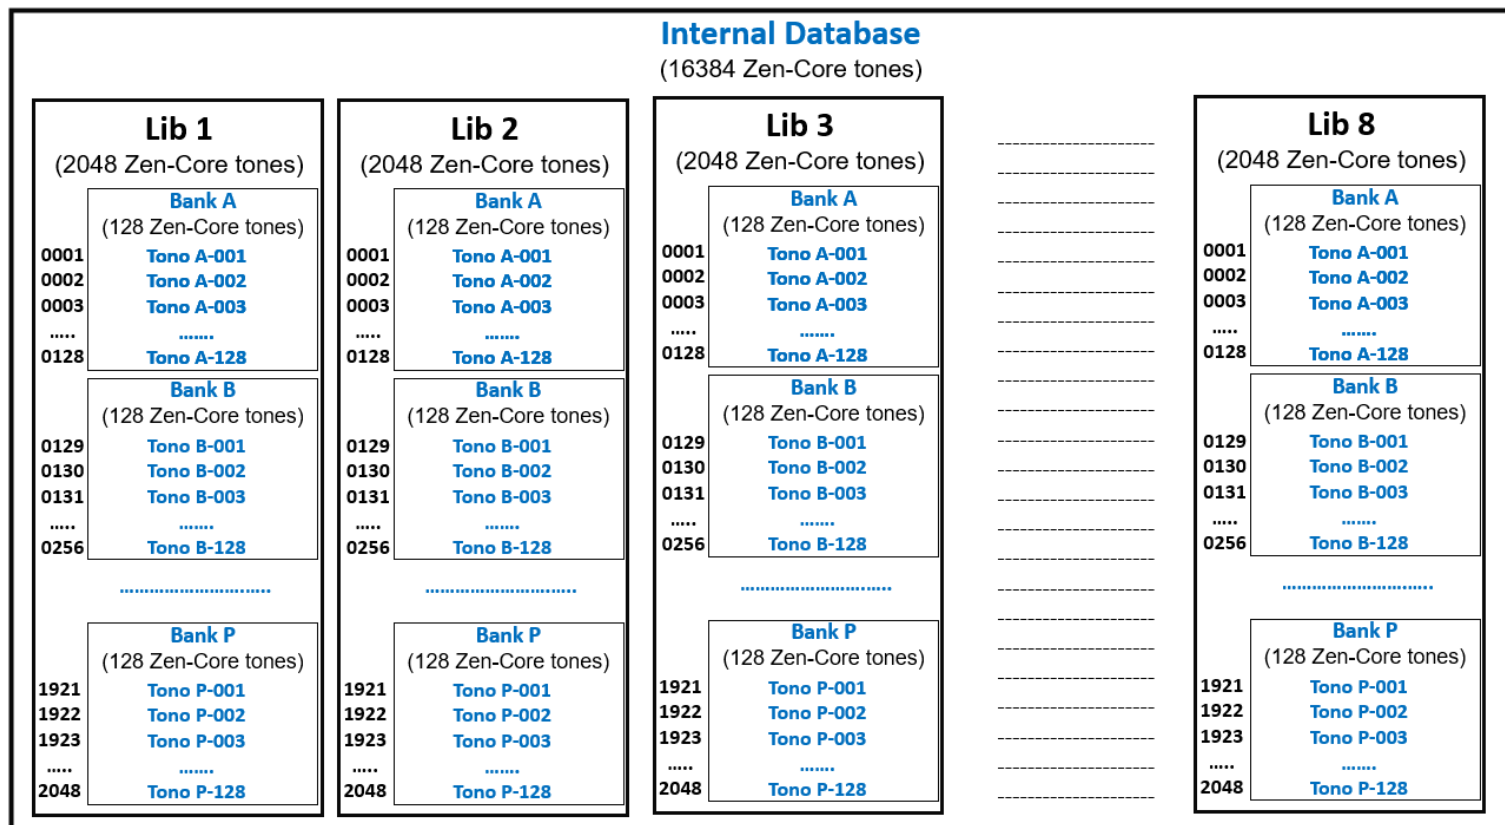 Internal Database
(16384 Zen-Core tones)
Lib 1
(2048 Zen-Core tones)
Bank A
(128 Zen-Core tones)
0001 Tono A-001
0002 Tono A-002
0003 Tono A-003
..... .......
0128 Tono A-128
Bank B
(128 Zen-Core tones)
0129 Tono B-001
0130 Tono B-002
0131 Tono B-003
..... .......
0256 Tono B-128
..............................
Bank P
(128 Zen-Core tones)
1921 Tono P-001
1922 Tono P-002
1923 Tono P-003
..... .......
2048 Tono P-128
Lib 2
(2048 Zen-Core tones)
Bank A
(128 Zen-Core tones)
0001 Tono A-001
0002 Tono A-002
0003 Tono A-003
..... .......
0128 Tono A-128
Bank B
(128 Zen-Core tones)
0129 Tono B-001
0130 Tono B-002
0131 Tono B-003
..... .......
0256 Tono B-128
..............................
Bank P
(128 Zen-Core tones)
1921 Tono P-001
1922 Tono P-002
1923 Tono P-003
..... .......
2048 Tono P-128
Lib 3
(2048 Zen-Core tones)
Bank A
(128 Zen-Core tones)
0001 Tono A-001
0002 Tono A-002
0003 Tono A-003
..... .......
0128 Tono A-128
Bank B
(128 Zen-Core tones)
0129 Tono B-001
0130 Tono B-002
0131 Tono B-003
..... .......
0256 Tono B-128
..............................
Bank P
(128 Zen-Core tones)
1921 Tono P-001
1922 Tono P-002
1923 Tono P-003
..... .......
2048 Tono P-128
Lib 8
(2048 Zen-Core tones)
Bank A
(128 Zen-Core tones)
0001 Tono A-001
0002 Tono A-002
0003 Tono A-003
..... .......
0128 Tono A-128
Bank B
(128 Zen-Core tones)
0129 Tono B-001
0130 Tono B-002
0131 Tono B-003
..... .......
0256 Tono B-128
..............................
Bank P
(128 Zen-Core tones)
1921 Tono P-001
1922 Tono P-002
1923 Tono P-003
..... .......
2048 Tono P-128